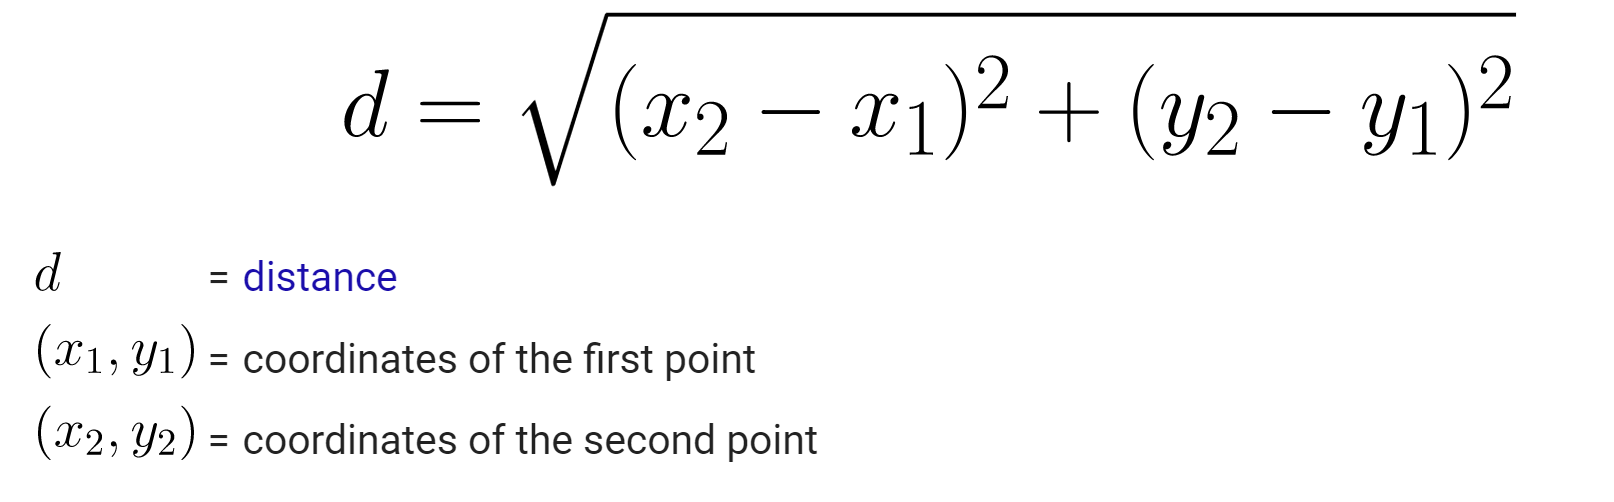 d = √(x₂ − x₁)² + (y₂ − y₁)²
d = distance
(x₁, y₁) = coordinates of the first point
(x₂, y₂) = coordinates of the second point